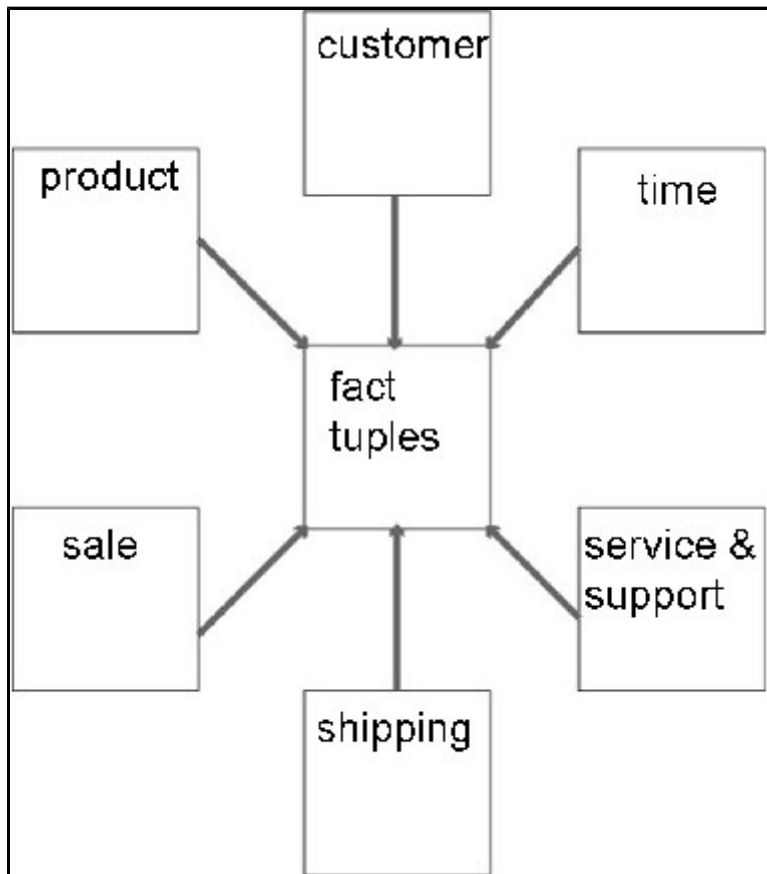 customer
product
time
fact
tuples
sale
service &
support
shipping